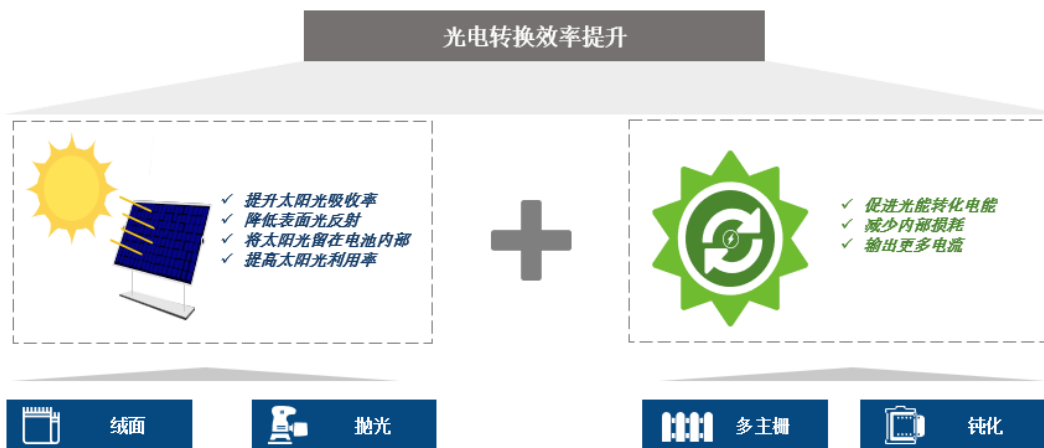 光电转换效率提升
提升太阳光吸收率
降低表面光反射
将太阳光留在电池内部
提高太阳光利用率
促进光能转化电能
减少内部损耗
输出更多电流
绒面
抛光
多主栅
钝化